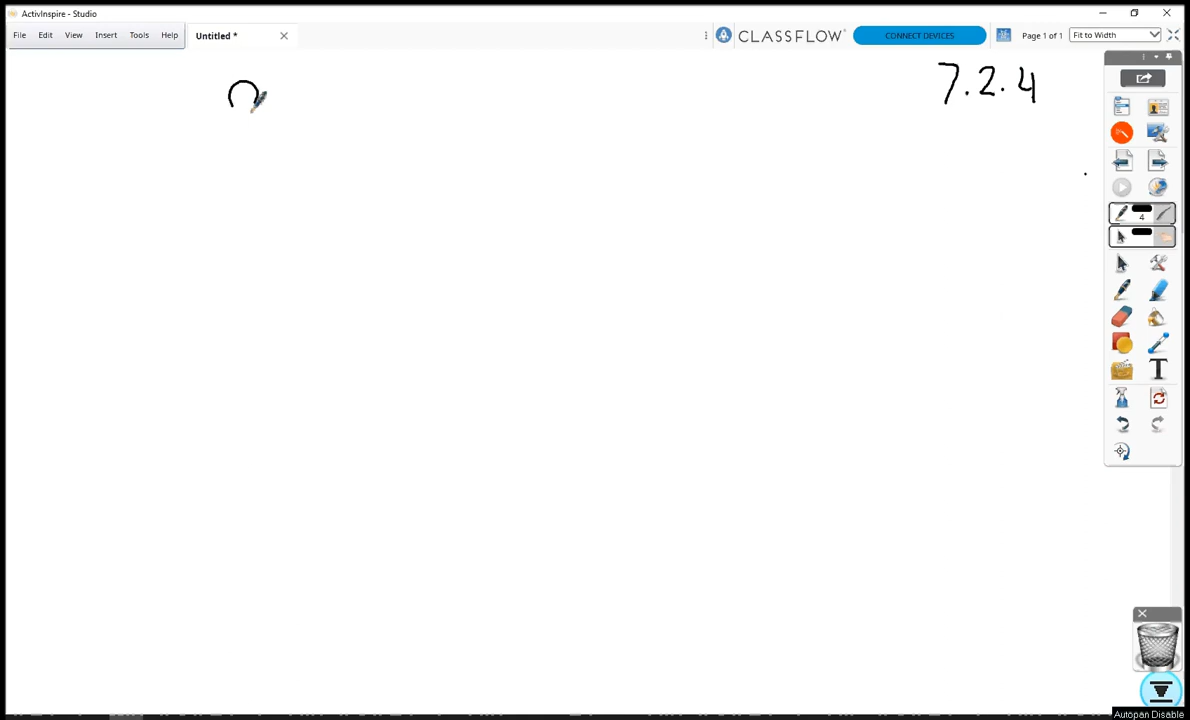 ActivInspire - Studio
File Edit View Insert Tools Help Untitled * CLASSFLOW CONNECT DEVICES Page 1 of 1 Fit to Width
7.2.4
4
Autopan Disable